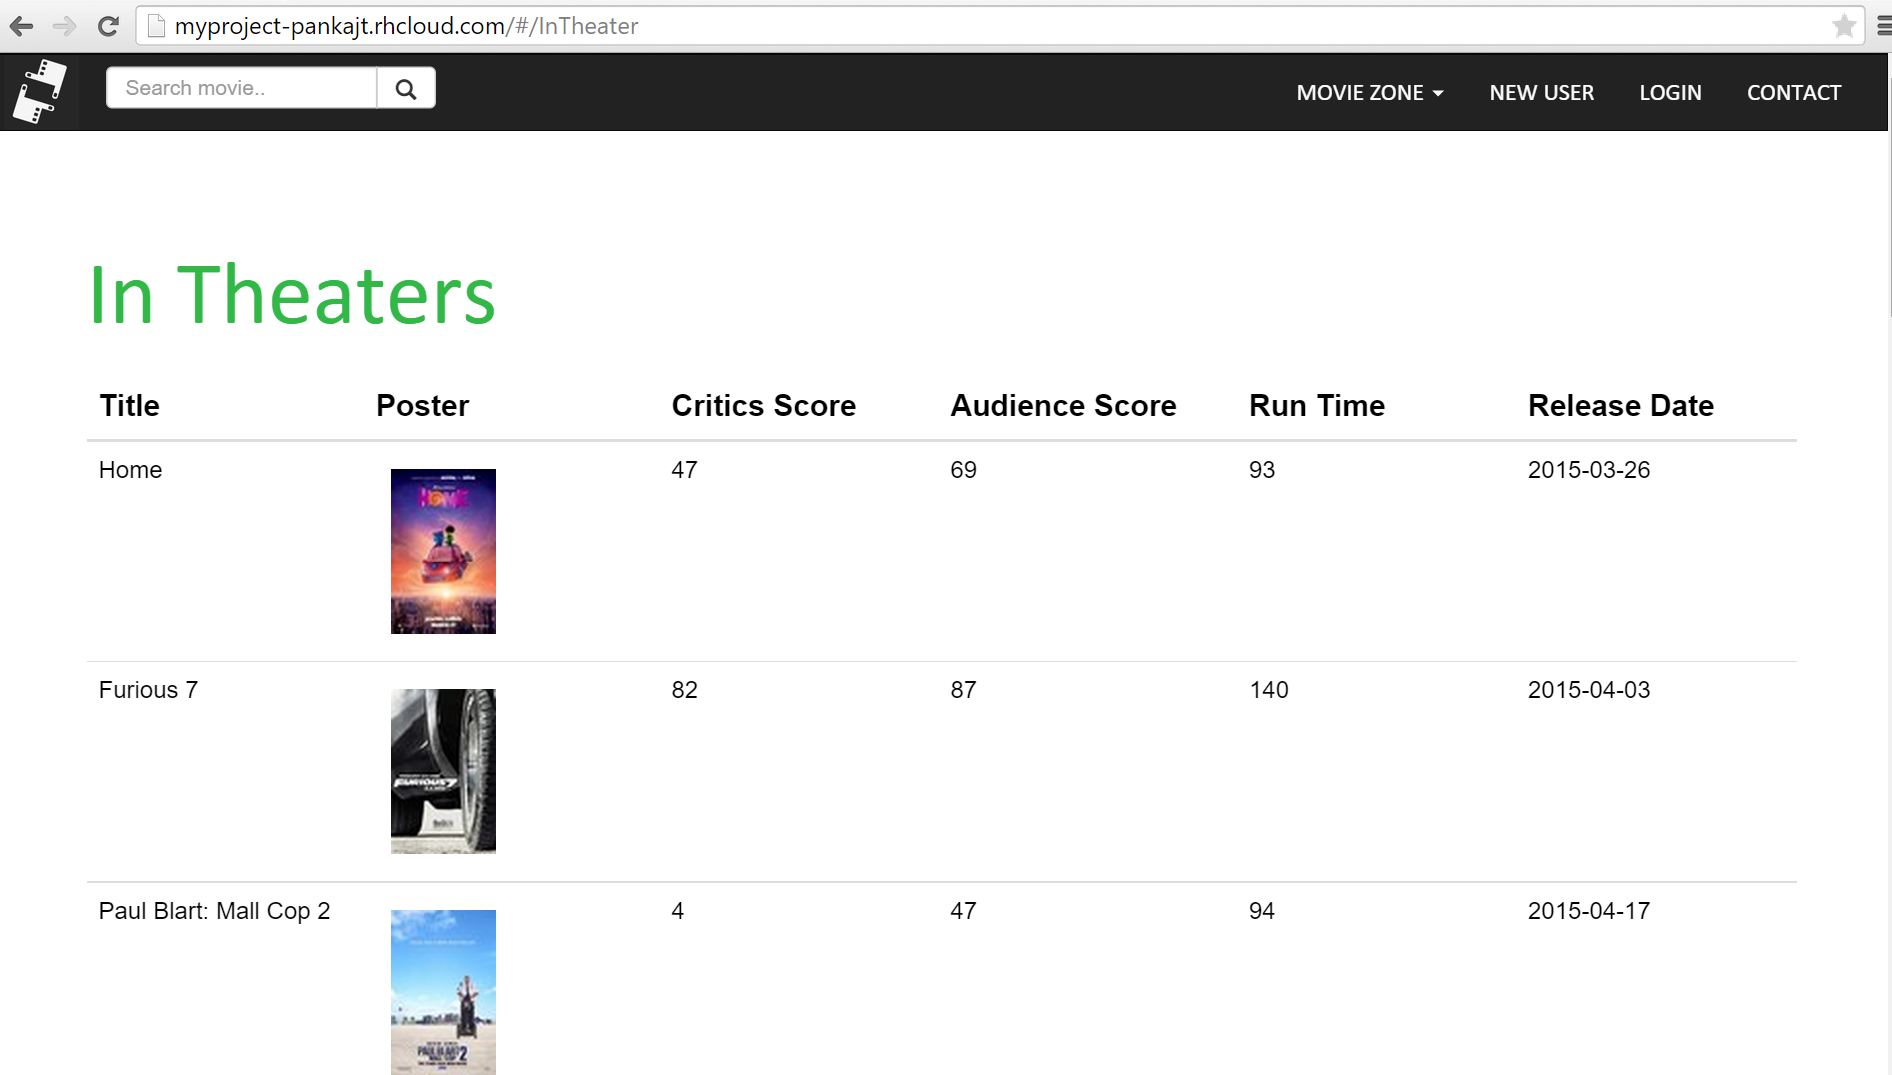 myproject-pankajt.rhcloud.com/#/InTheater
Search movie..
MOVIE ZONE NEW USER LOGIN CONTACT
In Theaters
Title Poster Critics Score Audience Score Run Time Release Date
Home 47 69 93 2015-03-26
HOME
Furious 7 82 87 140 2015-04-03
FURIOUS 7
Paul Blart: Mall Cop 2 4 47 94 2015-04-17
PAUL BLART
MALL COP 2